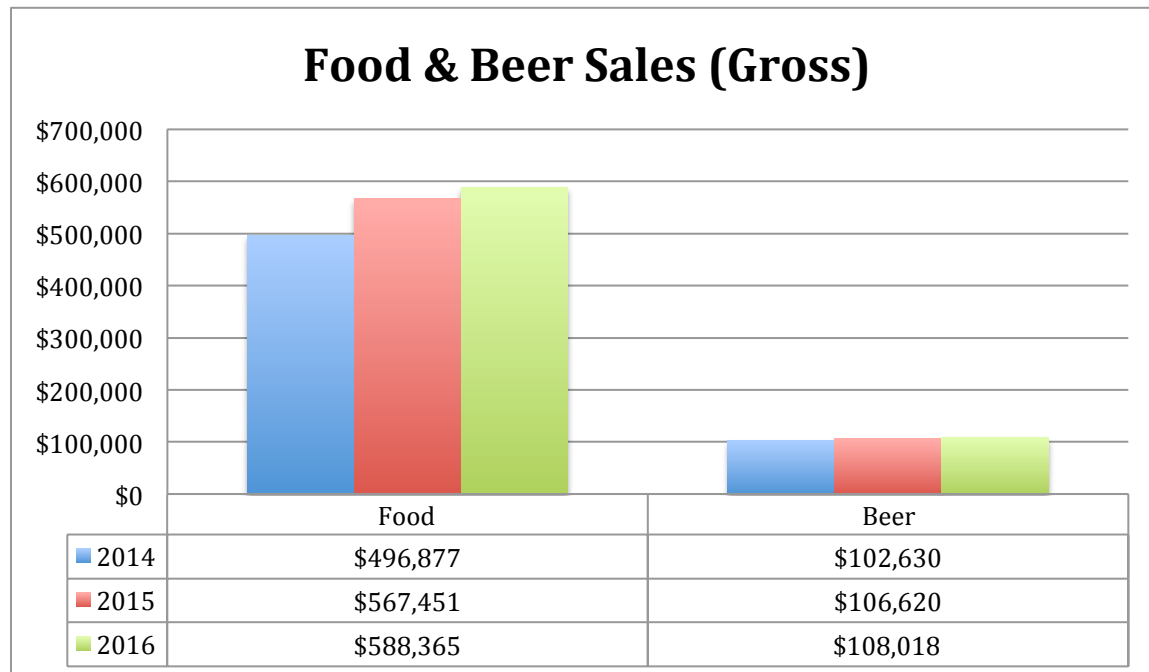 Food & Beer Sales (Gross)
$700,000
$600,000
$500,000
$400,000
$300,000
$200,000
$100,000
$0
Food Beer
2014 $496,877 $102,630
2015 $567,451 $106,620
2016 $588,365 $108,018